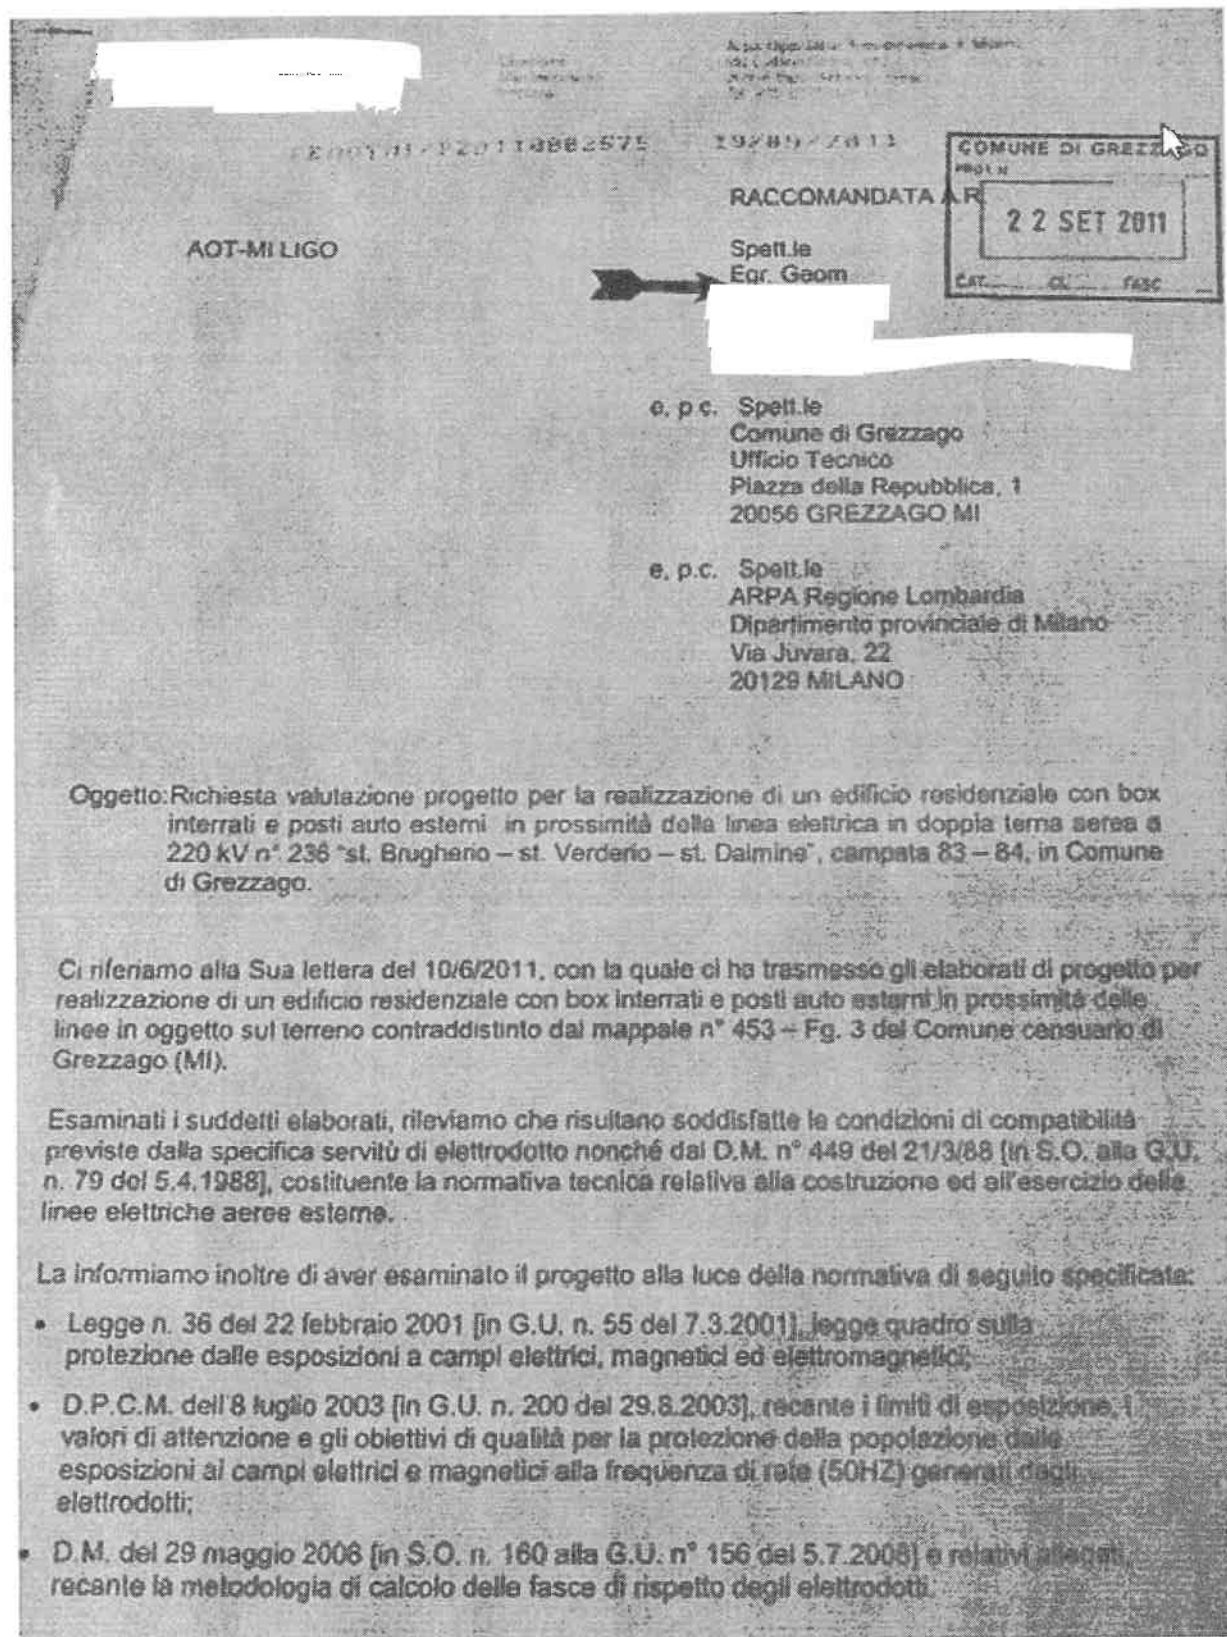 RACCOMANDATA A.R.
COMUNE DI GREZZAGO
PROT. N
22 SET 2011
CAT. CL. FASC
AOT-MI LIGO
Spett.le
Egr. Geom
e, p.c. Spett.le
Comune di Grezzago
Ufficio Tecnico
Piazza della Repubblica, 1
20056 GREZZAGO MI
e, p.c. Spett.le
ARPA Regione Lombardia
Dipartimento provinciale di Milano
Via Juvara, 22
20129 MILANO
Oggetto:Richiesta valutazione progetto per la realizzazione di un edificio residenziale con box
interrati e posti auto esterni in prossimità della linea elettrica in doppia terna aerea a
220 kV n° 236 "st. Brugherio – st. Verderio – st. Dalmine", campata 83 – 84, in Comune
di Grezzago.
Ci riferiamo alla Sua lettera del 10/6/2011, con la quale ci ha trasmesso gli elaborati di progetto per
realizzazione di un edificio residenziale con box interrati e posti auto esterni in prossimità delle
linee in oggetto sul terreno contraddistinto dal mappale n° 453 – Fg. 3 del Comune censuario di
Grezzago (MI).
Esaminati i suddetti elaborati, rileviamo che risultano soddisfatte le condizioni di compatibilità
previste dalla specifica servitù di elettrodotto nonché dal D.M. n° 449 del 21/3/88 [in S.O. alla G.U.
n. 79 del 5.4.1988], costituente la normativa tecnica relativa alla costruzione ed all'esercizio delle
linee elettriche aeree esterne.
La informiamo inoltre di aver esaminato il progetto alla luce della normativa di seguito specificata:
• Legge n. 36 del 22 febbraio 2001 [in G.U. n. 55 del 7.3.2001], legge quadro sulla
protezione dalle esposizioni a campi elettrici, magnetici ed elettromagnetici;
• D.P.C.M. dell'8 luglio 2003 [in G.U. n. 200 del 29.8.2003], recante i limiti di esposizione, i
valori di attenzione e gli obiettivi di qualità per la protezione della popolazione dalle
esposizioni ai campi elettrici e magnetici alla frequenza di rete (50HZ) generati dagli
elettrodotti;
• D.M. del 29 maggio 2008 [in S.O. n. 160 alla G.U. n° 156 del 5.7.2008] e relativi allegati,
recante la metodologia di calcolo delle fasce di rispetto degli elettrodotti.